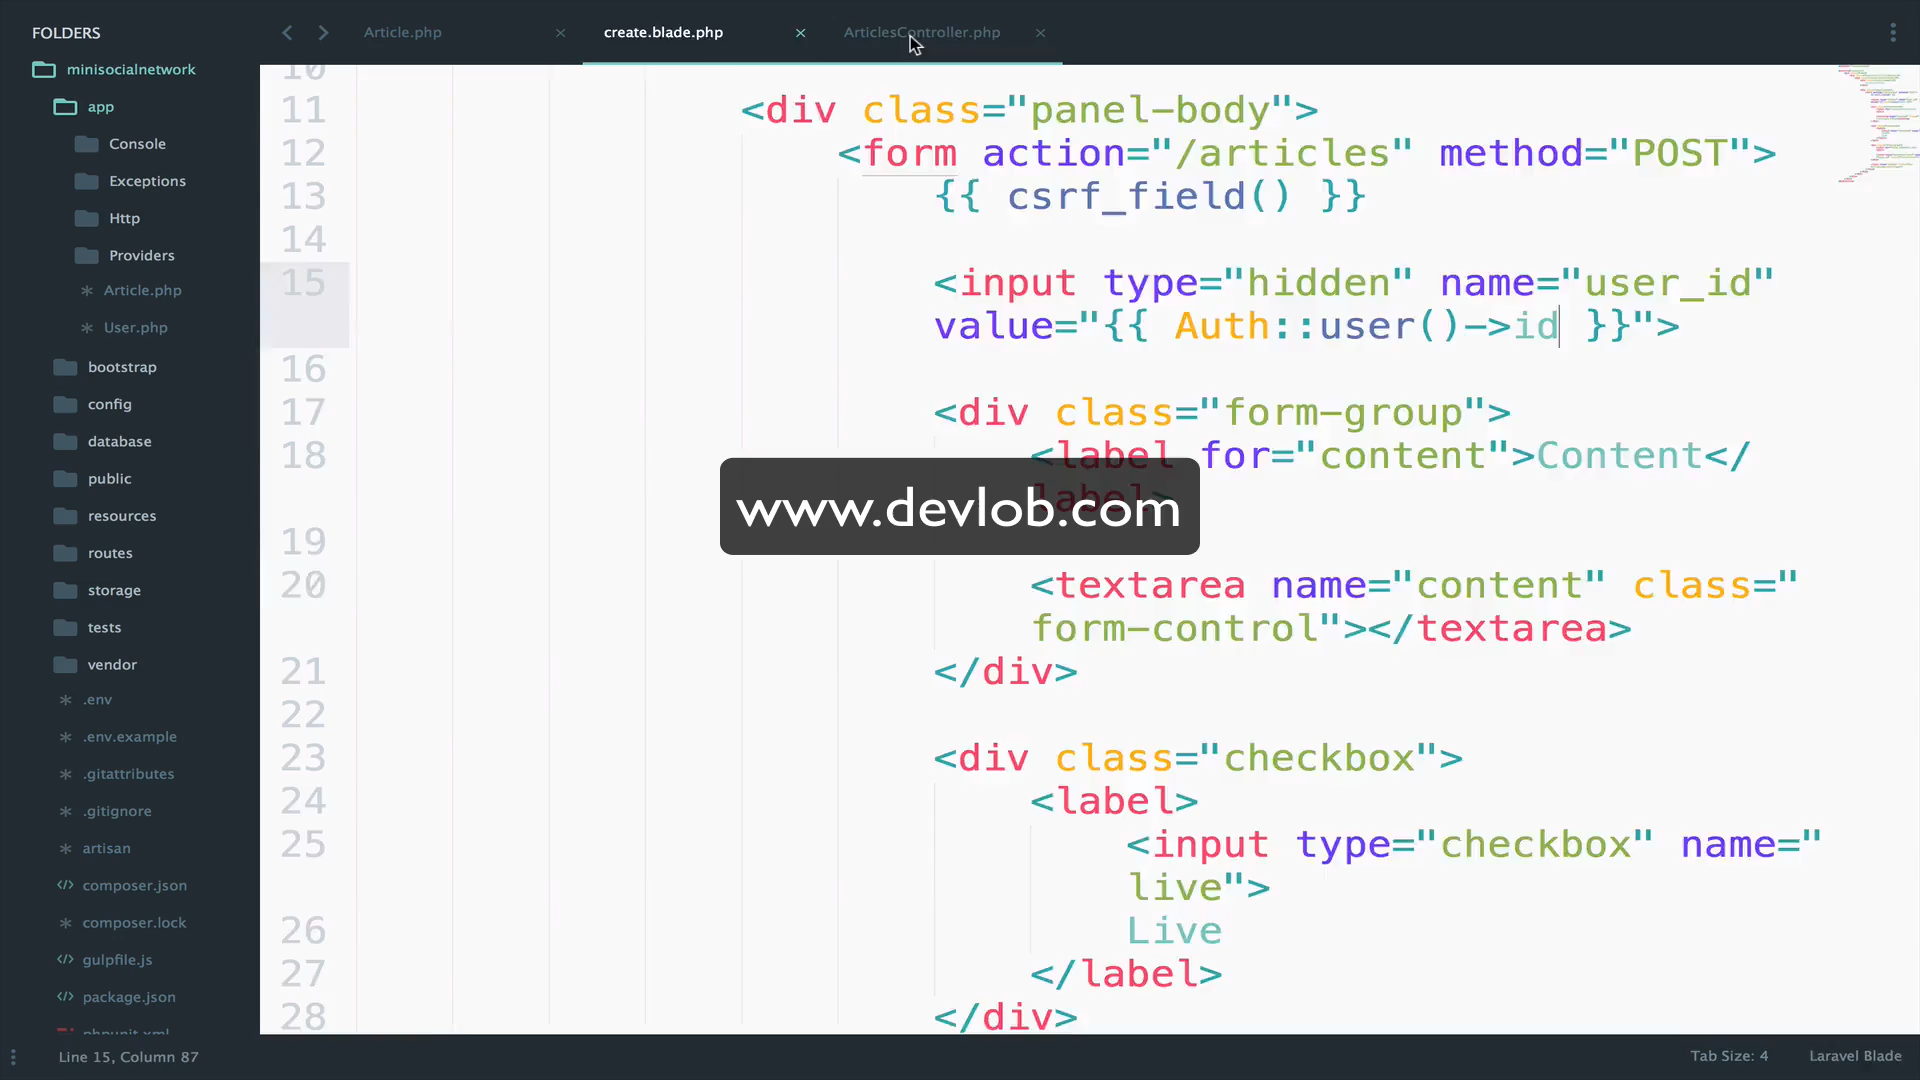 FOLDERS
minisocialnetwork
app
Console
Exceptions
Http
Providers
Article.php
User.php
bootstrap
config
database
public
resources
routes
storage
tests
vendor
.env
.env.example
.gitattributes
.gitignore
artisan
composer.json
composer.lock
gulpfile.js
package.json
phpunit.xml
Article.php
create.blade.php
ArticlesController.php
10
11 <div class="panel-body">
12 <form action="/articles" method="POST">
13 {{ csrf_field() }}
14
15 <input type="hidden" name="user_id"
value="{{ Auth::user()->id }}">
16
17 <div class="form-group">
18 <label for="content">Content</
label>
www.devlob.com
19
20 <textarea name="content" class="
form-control"></textarea>
21 </div>
22
23 <div class="checkbox">
24 <label>
25 <input type="checkbox" name="
live">
26 Live
27 </label>
28 </div>
Line 15, Column 87
Tab Size: 4
Laravel Blade